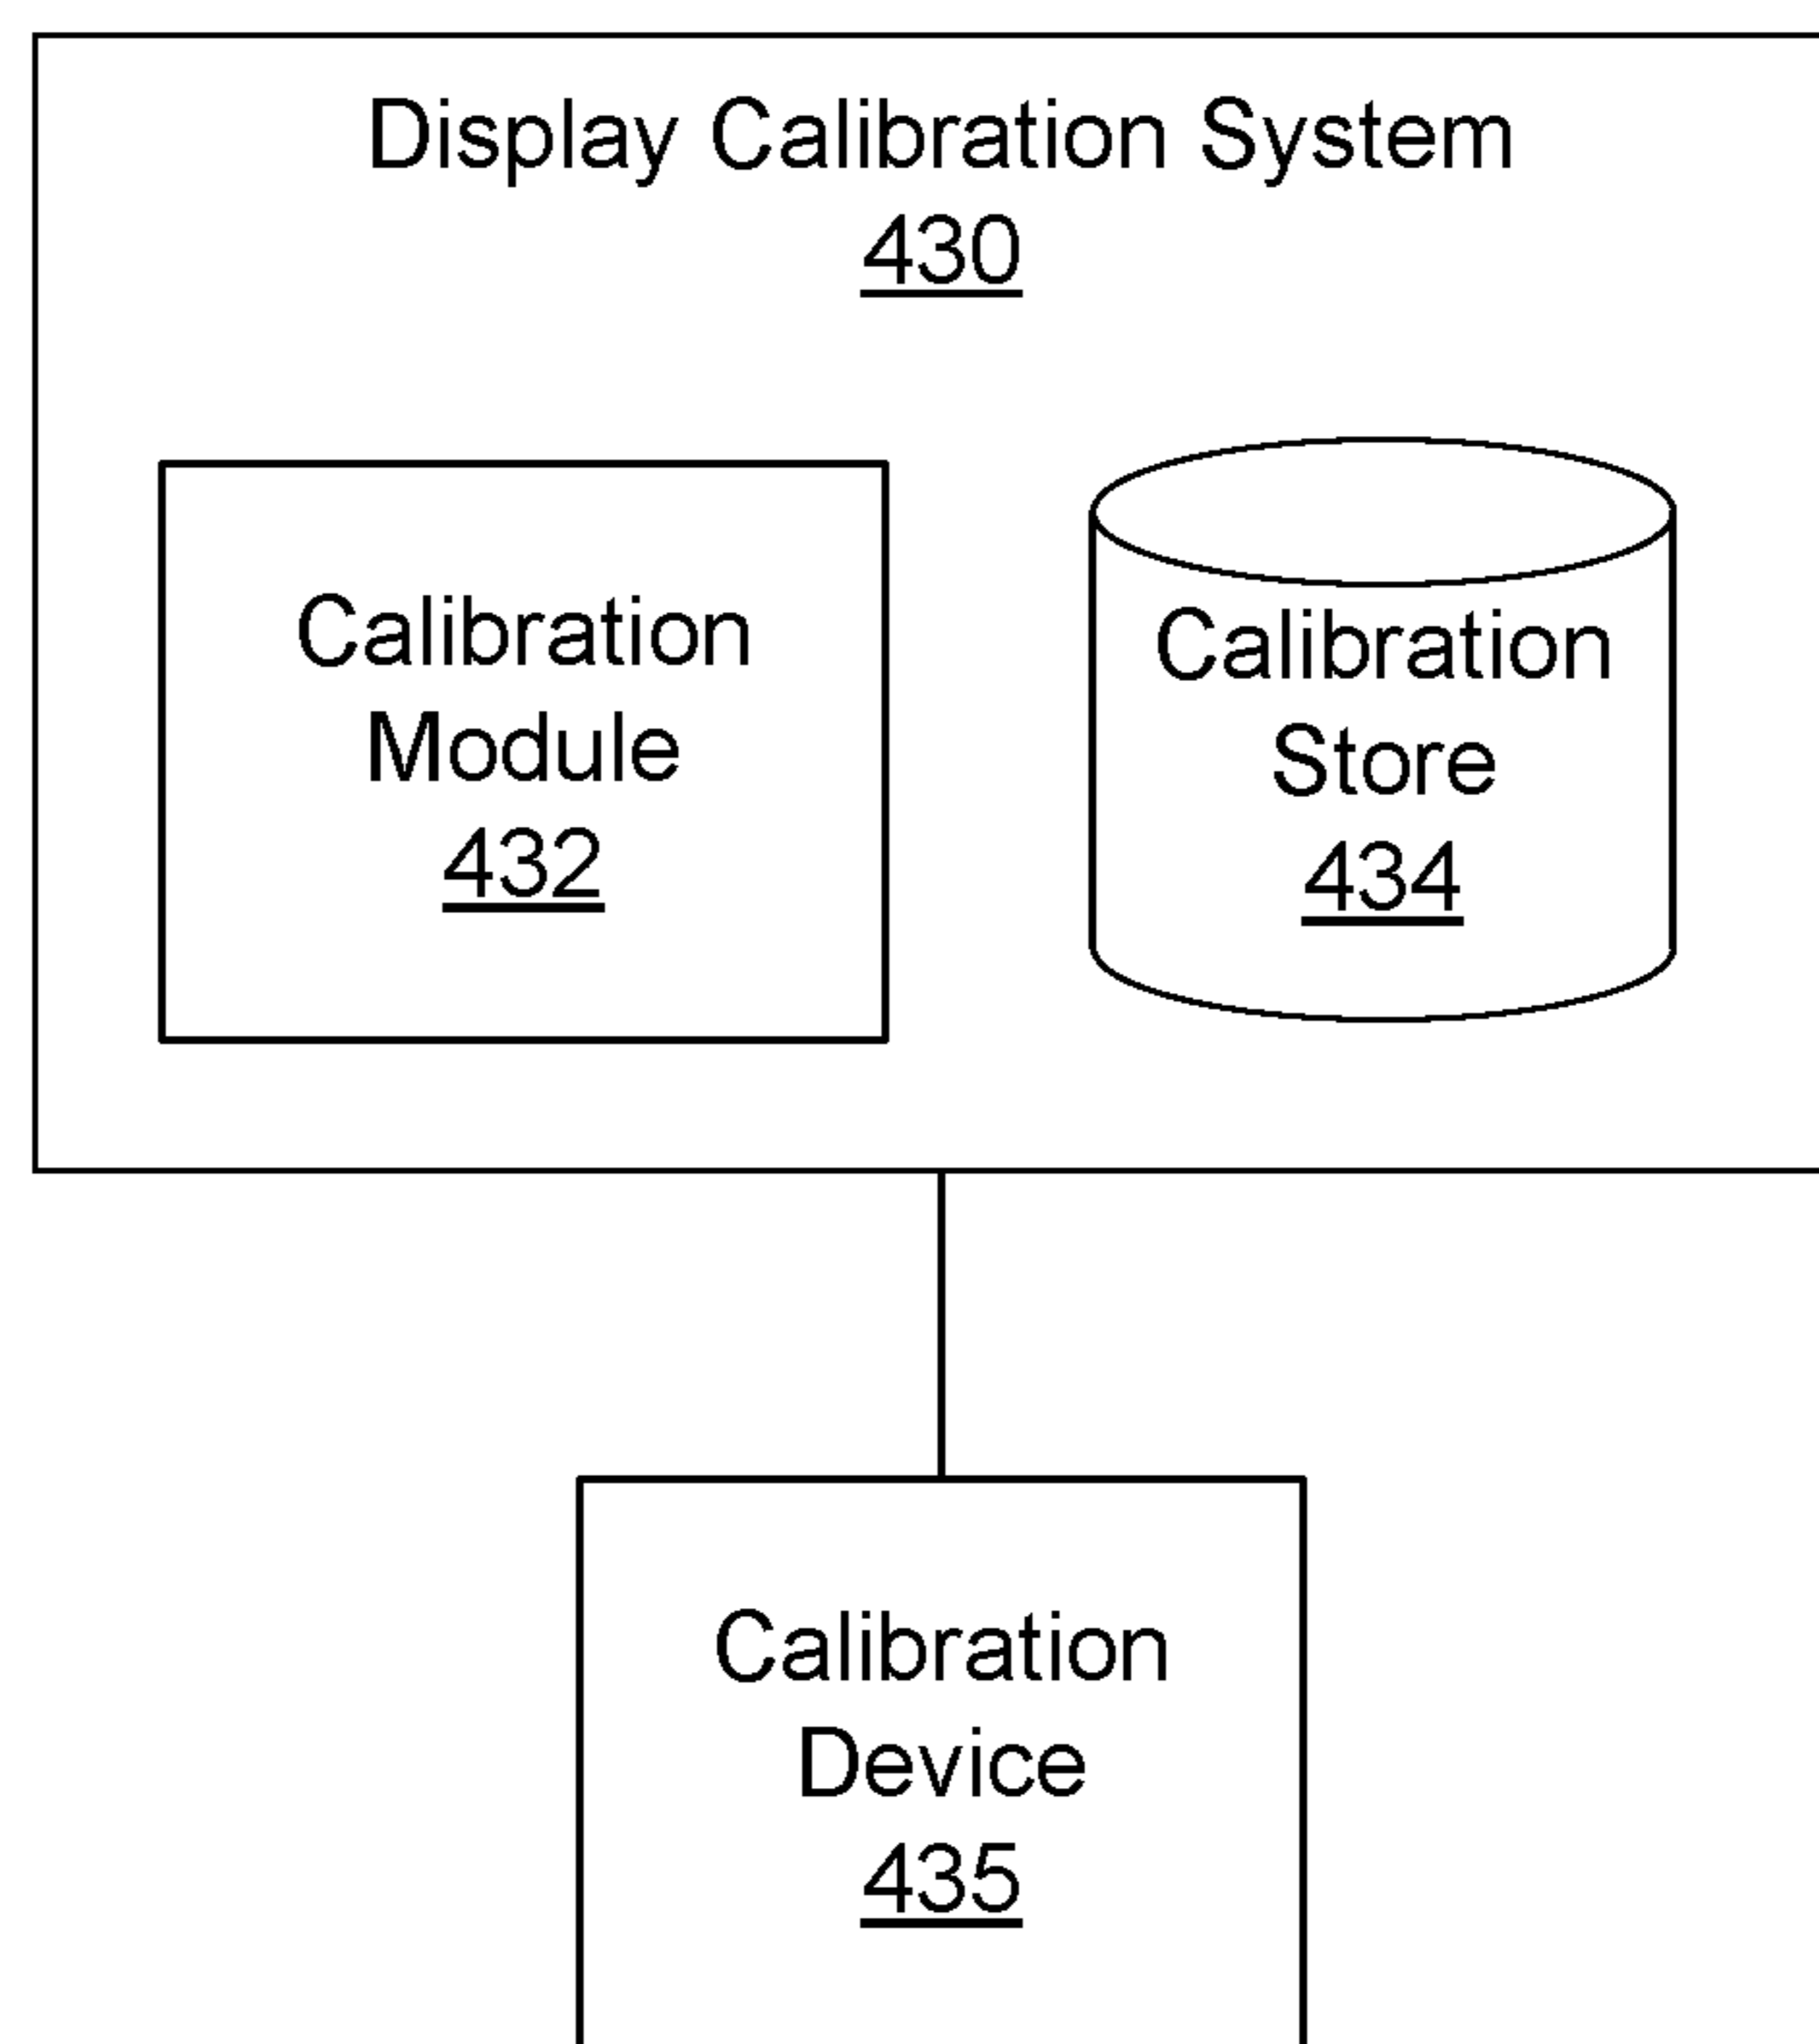 Display Calibration System
430
Calibration
Module
432
Calibration
Store
434
Calibration
Device
435